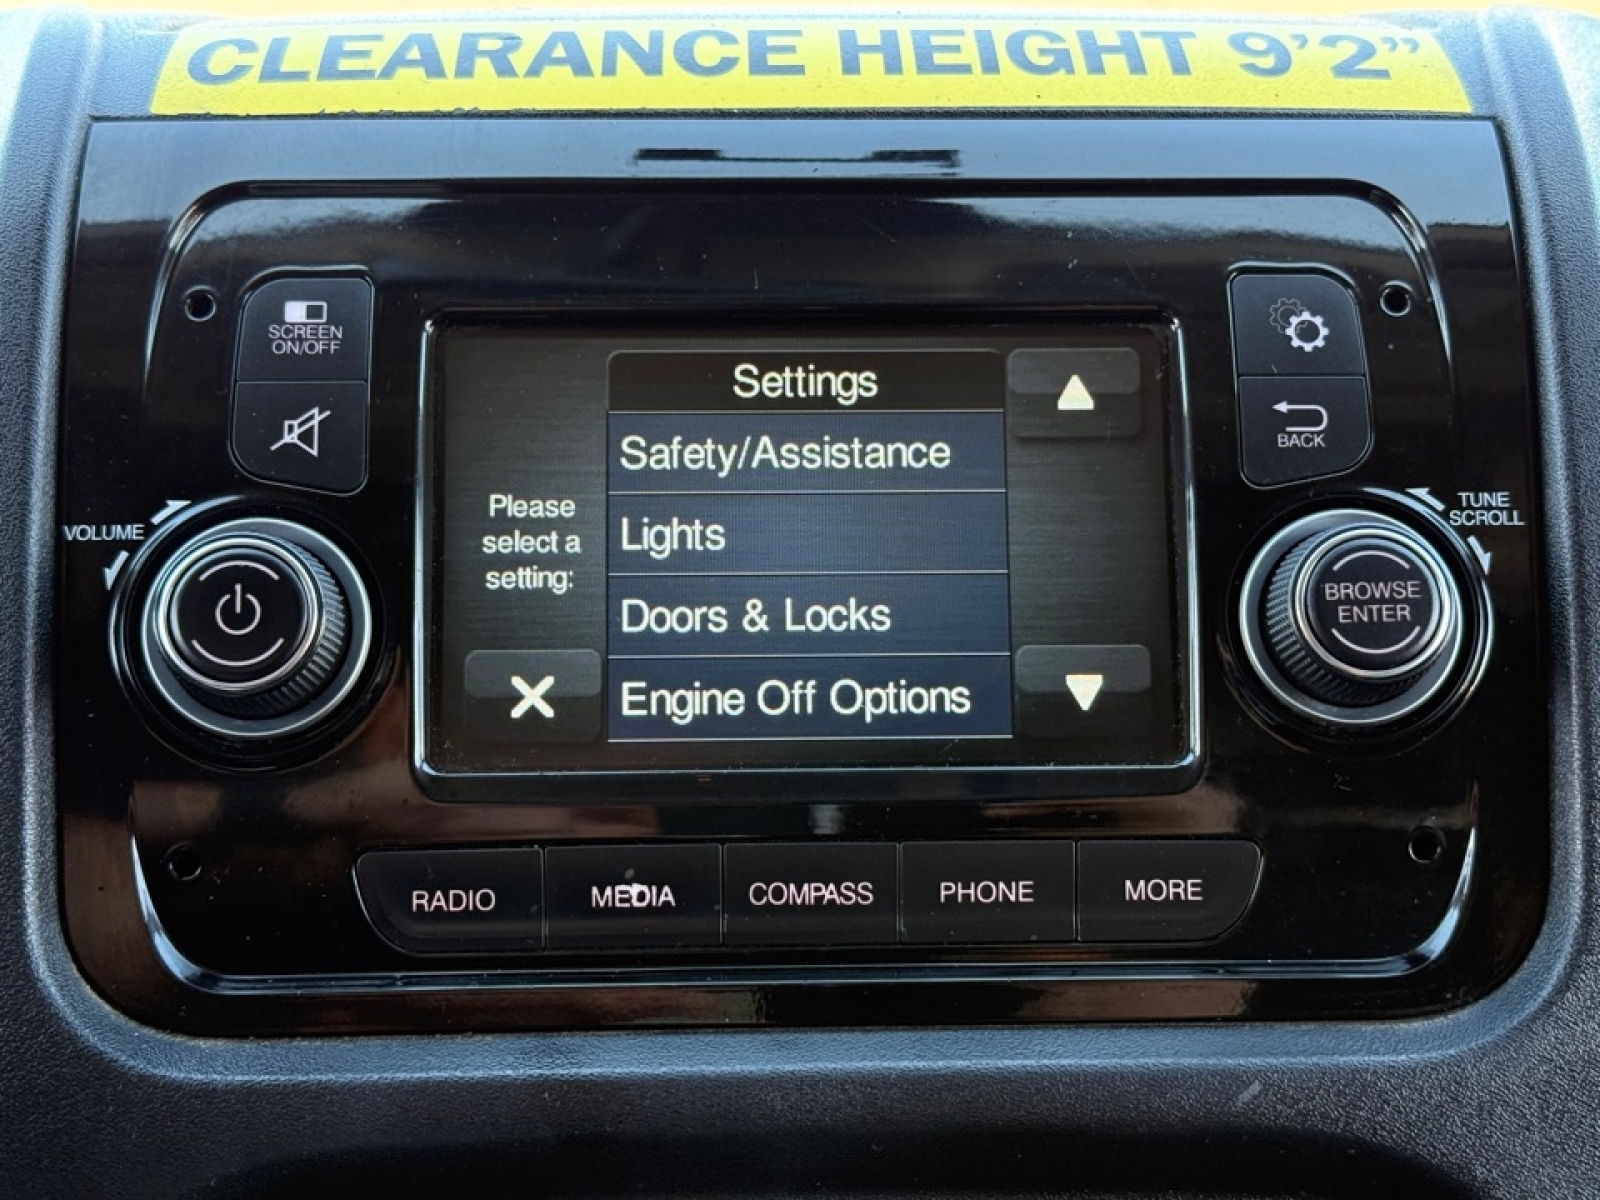 CLEARANCE HEIGHT 9'2"
SCREEN
ON/OFF
Settings
Safety/Assistance
Lights
Doors & Locks
Engine Off Options
Please
select a
setting:
BACK
VOLUME
TUNE
SCROLL
BROWSE
ENTER
RADIO
MEDIA
COMPASS
PHONE
MORE